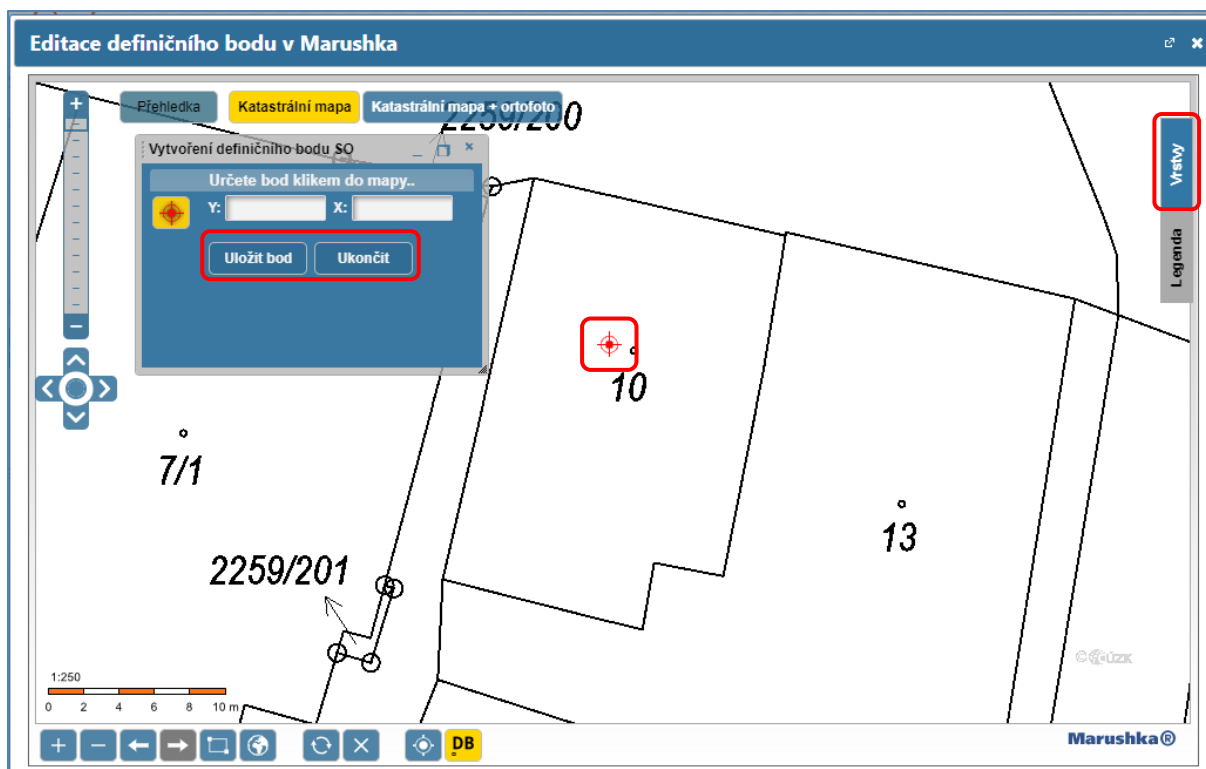 Editace definičního bodu v Marushka
Přehledka
Katastrální mapa
Katastrální mapa + ortofoto
2259/200
Vytvoření definičního bodu SO
Určete bod klikem do mapy..
Y:
X:
Uložit bod
Ukončit
Vrstvy
Legenda
10
7/1
13
2259/201
1:250
0 2 4 6 8 10 m
© ČÚZK
DB
Marushka®